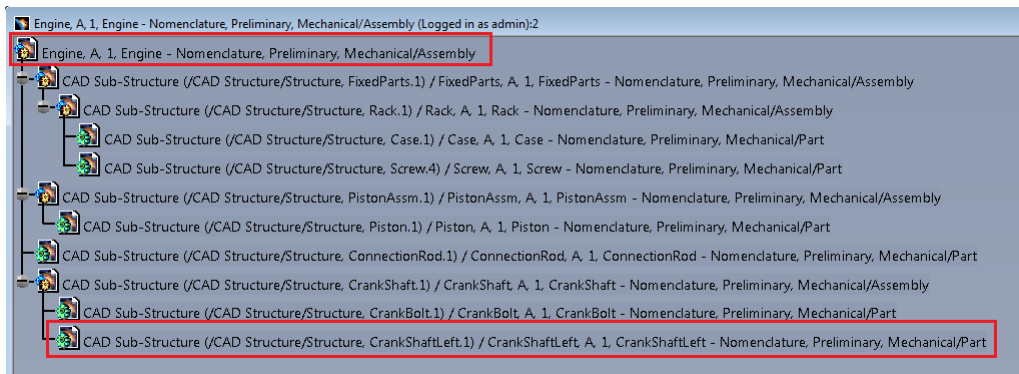 Engine, A, 1, Engine - Nomenclature, Preliminary, Mechanical/Assembly (Logged in as admin):2
Engine, A, 1, Engine - Nomenclature, Preliminary, Mechanical/Assembly
CAD Sub-Structure (/CAD Structure/Structure, FixedParts.1) / FixedParts, A, 1, FixedParts - Nomenclature, Preliminary, Mechanical/Assembly
CAD Sub-Structure (/CAD Structure/Structure, Rack.1) / Rack, A, 1, Rack - Nomenclature, Preliminary, Mechanical/Assembly
CAD Sub-Structure (/CAD Structure/Structure, Case.1) / Case, A, 1, Case - Nomenclature, Preliminary, Mechanical/Part
CAD Sub-Structure (/CAD Structure/Structure, Screw.4) / Screw, A, 1, Screw - Nomenclature, Preliminary, Mechanical/Part
CAD Sub-Structure (/CAD Structure/Structure, PistonAssm.1) / PistonAssm, A, 1, PistonAssm - Nomenclature, Preliminary, Mechanical/Assembly
CAD Sub-Structure (/CAD Structure/Structure, Piston.1) / Piston, A, 1, Piston - Nomenclature, Preliminary, Mechanical/Part
CAD Sub-Structure (/CAD Structure/Structure, ConnectionRod.1) / ConnectionRod, A, 1, ConnectionRod - Nomenclature, Preliminary, Mechanical/Part
CAD Sub-Structure (/CAD Structure/Structure, CrankShaft.1) / CrankShaft, A, 1, CrankShaft - Nomenclature, Preliminary, Mechanical/Assembly
CAD Sub-Structure (/CAD Structure/Structure, CrankBolt.1) / CrankBolt, A, 1, CrankBolt - Nomenclature, Preliminary, Mechanical/Part
CAD Sub-Structure (/CAD Structure/Structure, CrankShaftLeft.1) / CrankShaftLeft, A, 1, CrankShaftLeft - Nomenclature, Preliminary, Mechanical/Part